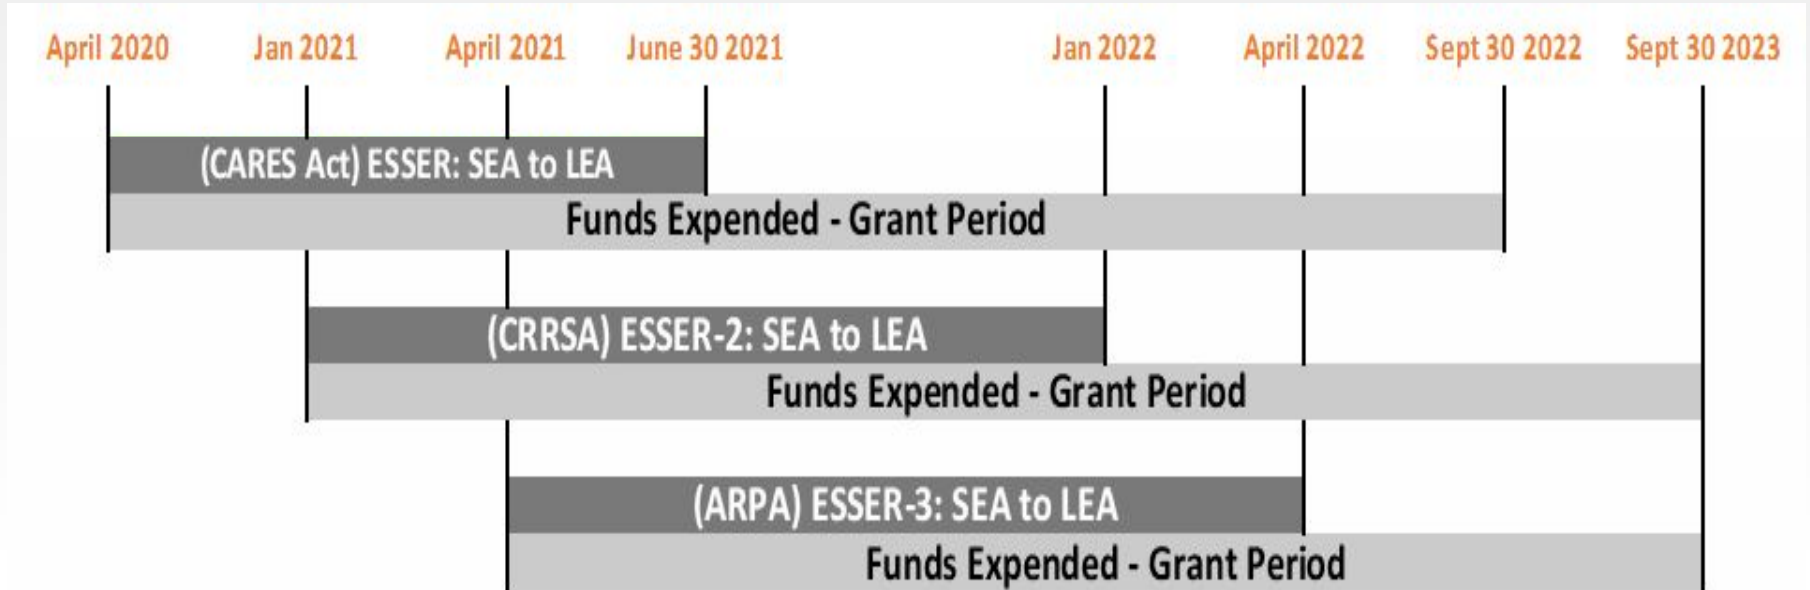 April 2020
Jan 2021
April 2021
June 30 2021
Jan 2022
April 2022
Sept 30 2022
Sept 30 2023
(CARES Act) ESSER: SEA to LEA
Funds Expended - Grant Period
(CRRSA) ESSER-2: SEA to LEA
Funds Expended - Grant Period
(ARPA) ESSER-3: SEA to LEA
Funds Expended - Grant Period